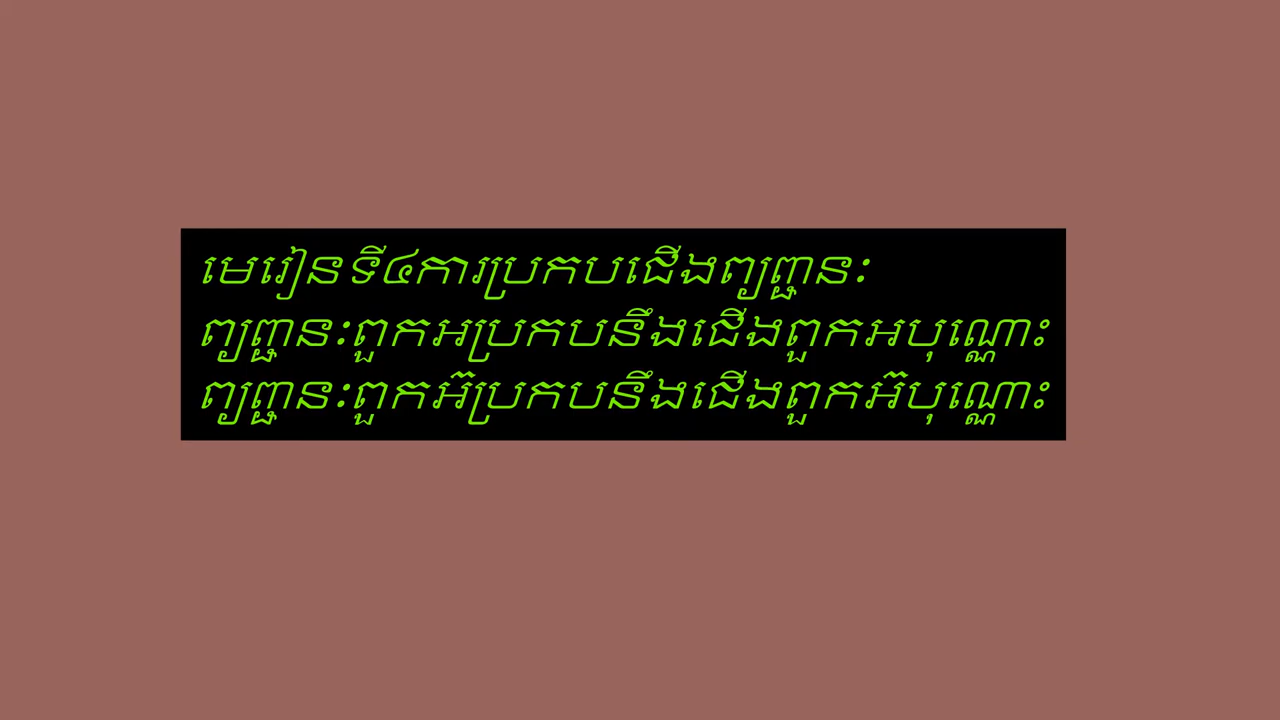 មេរៀនទី៤ការប្រកបជើងព្យព្ជានៈ
ព្យព្ជានៈពួកអប្រកបនឹងជើងពួកអបុណ្ណោះ
ព្យព្ជានៈពួកអ៊ប្រកបនឹងជើងពួកអ៊បុណ្ណោះ